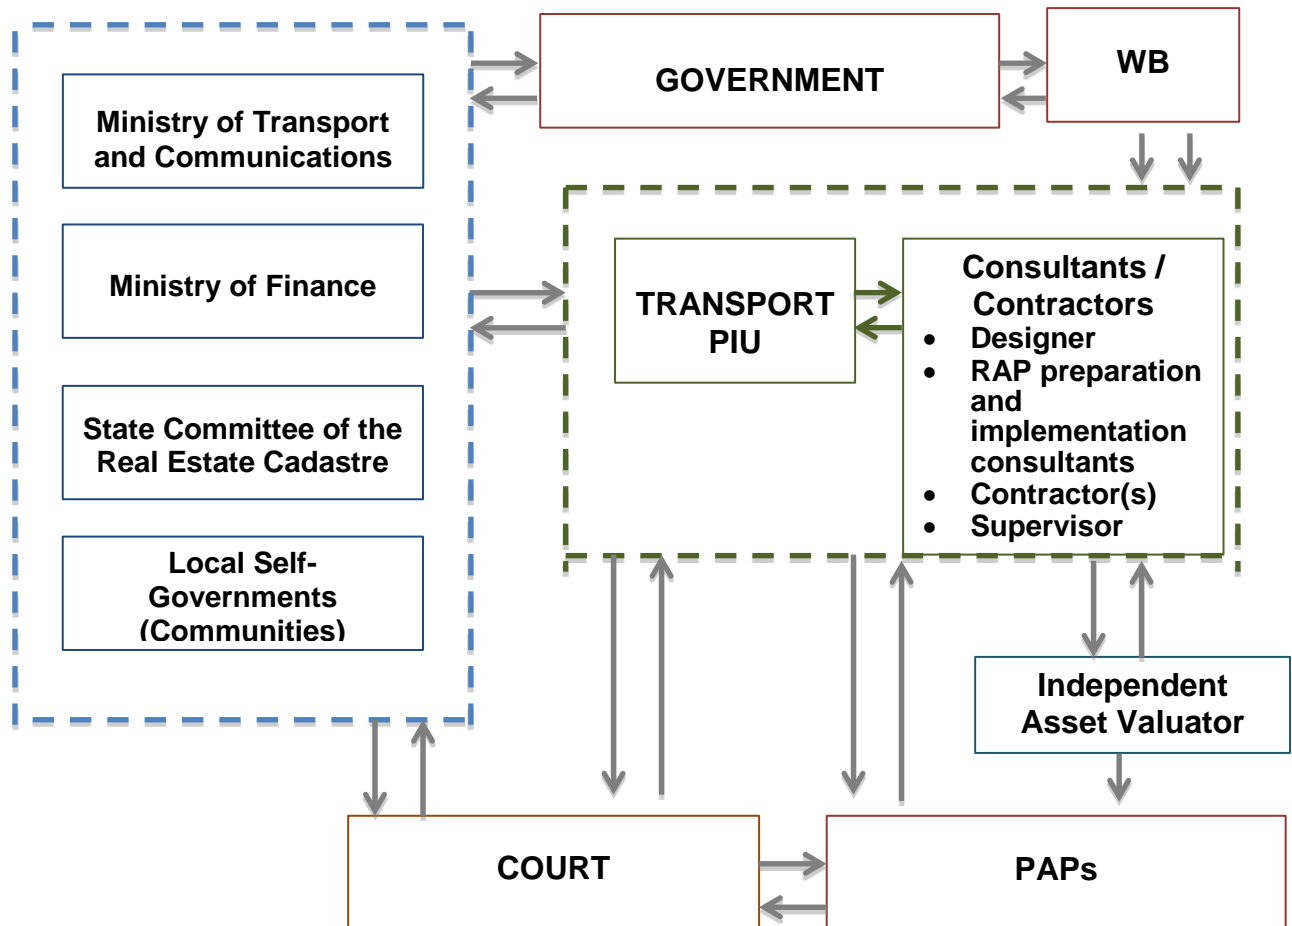 GOVERNMENT
WB
Ministry of Transport
and Communications
Ministry of Finance
State Committee of the
Real Estate Cadastre
Local Self-
Governments
(Communities)
TRANSPORT
PIU
Consultants /
Contractors
• Designer
• RAP preparation
and
implementation
consultants
• Contractor(s)
• Supervisor
Independent
Asset Valuator
COURT
PAPs